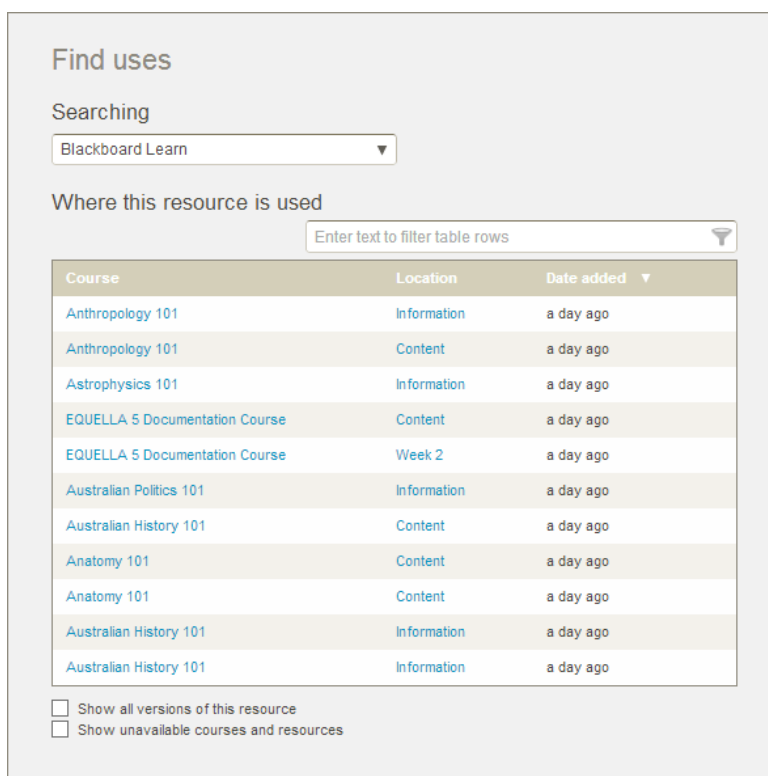 Find uses
Searching
Blackboard Learn ▼
Where this resource is used
Enter text to filter table rows
Course Location Date added ▼
Anthropology 101 Information a day ago
Anthropology 101 Content a day ago
Astrophysics 101 Information a day ago
EQUELLA 5 Documentation Course Content a day ago
EQUELLA 5 Documentation Course Week 2 a day ago
Australian Politics 101 Information a day ago
Australian History 101 Content a day ago
Anatomy 101 Content a day ago
Anatomy 101 Content a day ago
Australian History 101 Information a day ago
Australian History 101 Information a day ago
Show all versions of this resource
Show unavailable courses and resources